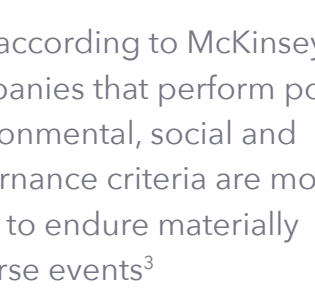 according to McKinsey
panies that perform po
onmental, social and
rnance criteria are mo
to endure materially
rse events³